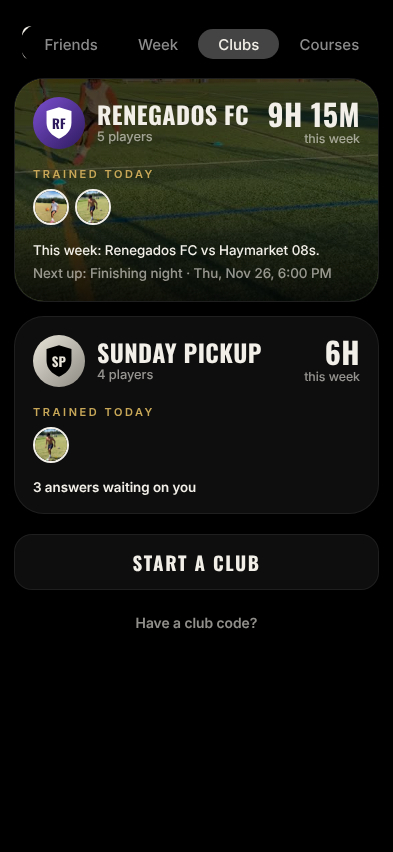 Friends Week Clubs Courses
RF RENEGADOS FC 9H 15M
5 players this week
TRAINED TODAY
This week: Renegados FC vs Haymarket 08s.
Next up: Finishing night · Thu, Nov 26, 6:00 PM
SP SUNDAY PICKUP 6H
4 players this week
TRAINED TODAY
3 answers waiting on you
START A CLUB
Have a club code?